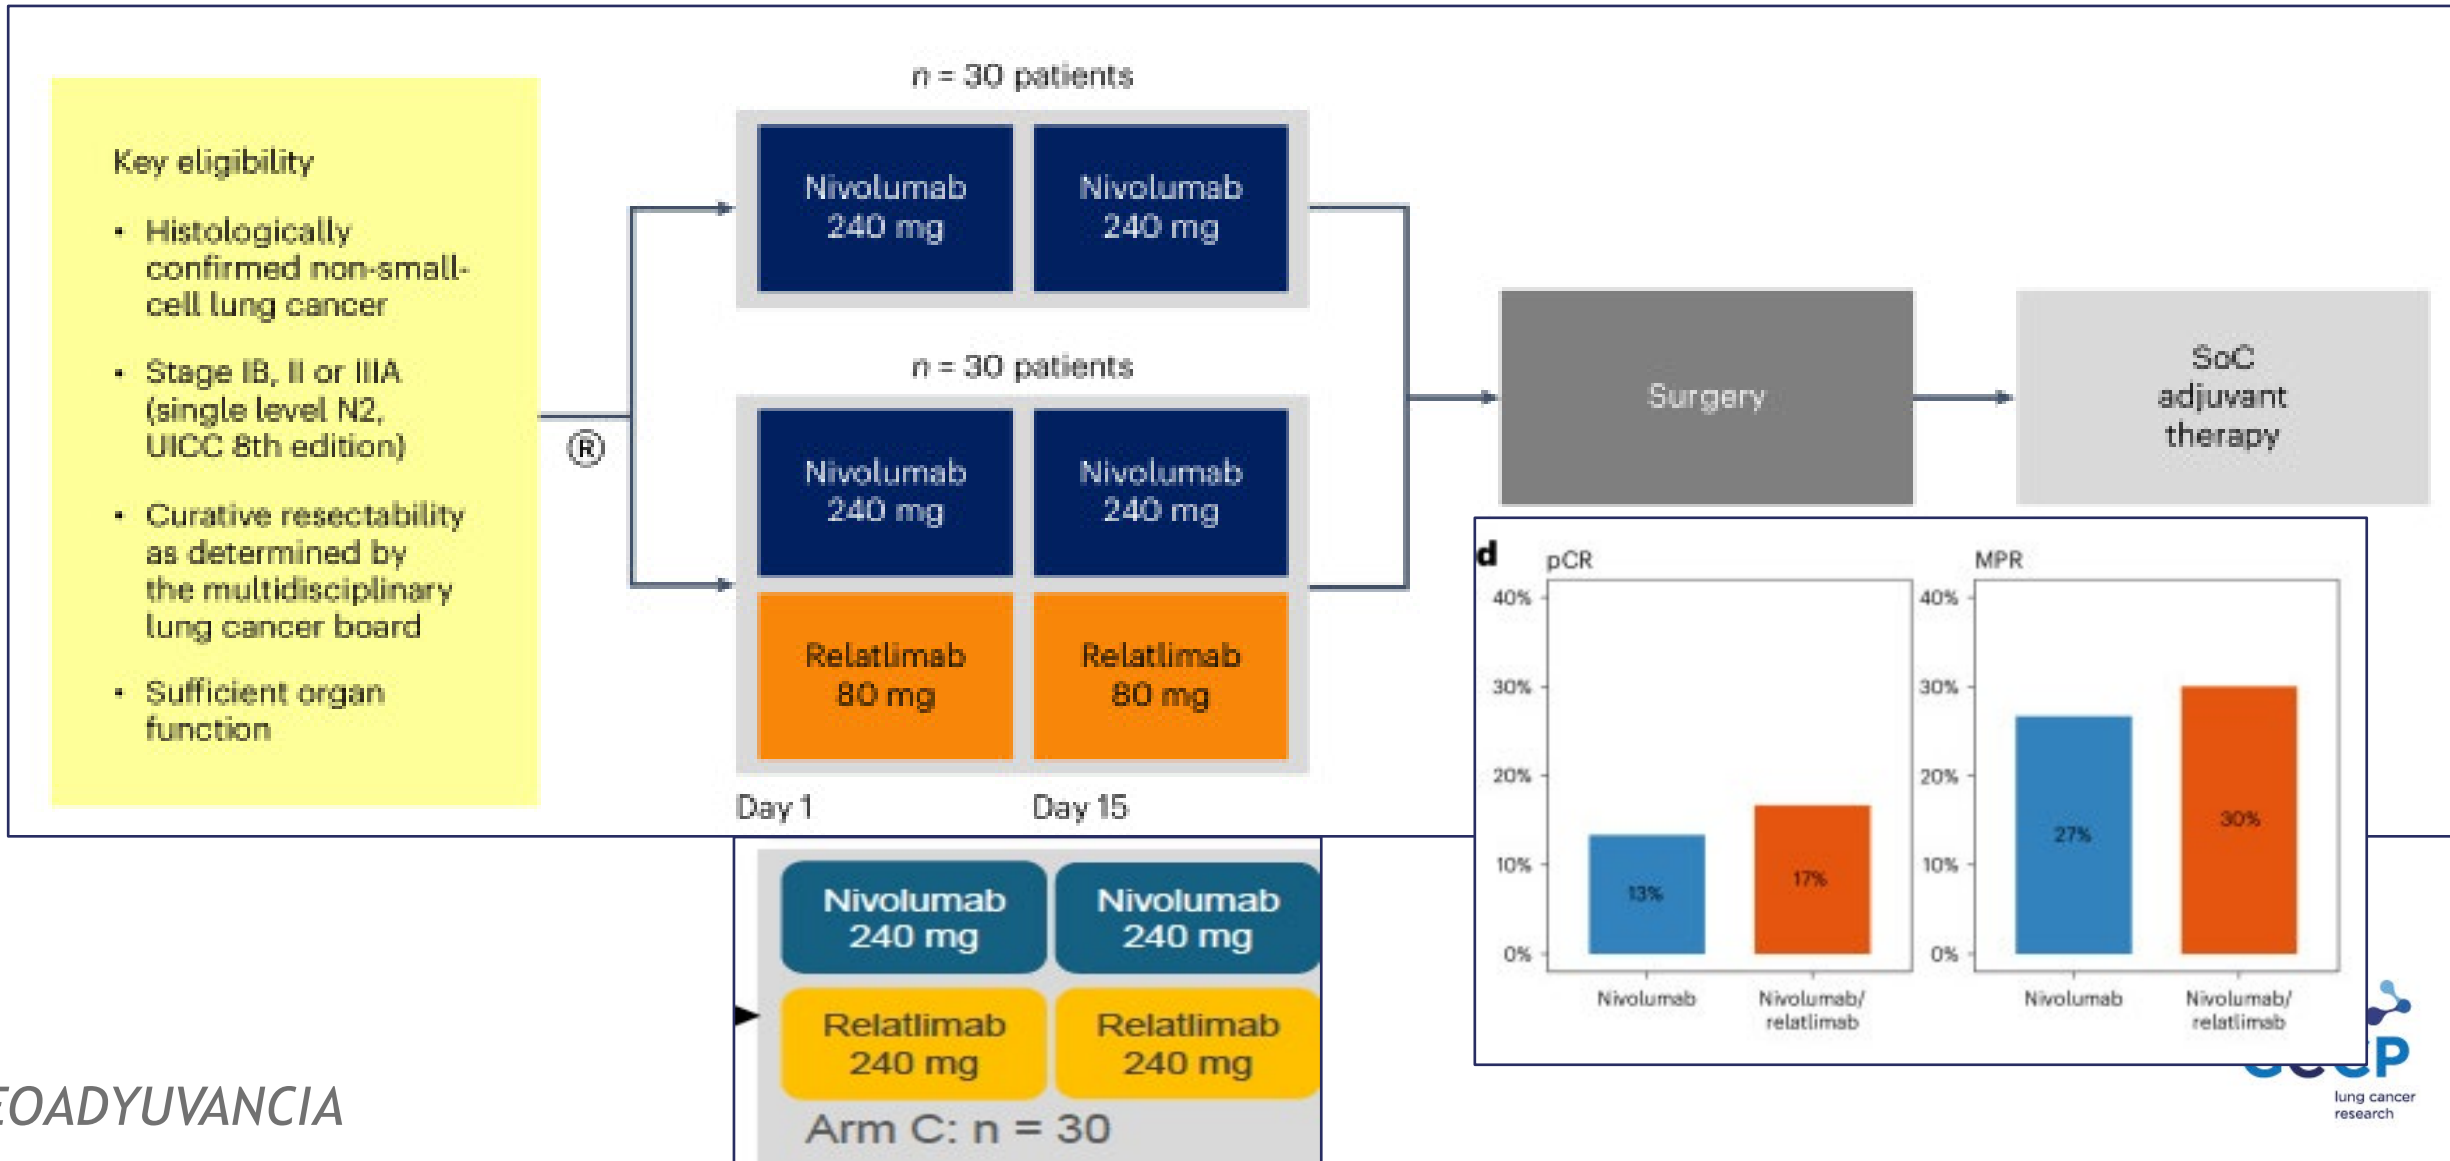 Key eligibility
• Histologically
confirmed non-small-
cell lung cancer
• Stage IB, II or IIIA
(single level N2,
UICC 8th edition)
• Curative resectability
as determined by
the multidisciplinary
lung cancer board
• Sufficient organ
function
R
n = 30 patients
Nivolumab
240 mg
Nivolumab
240 mg
n = 30 patients
Nivolumab
240 mg
Nivolumab
240 mg
Relatlimab
80 mg
Relatlimab
80 mg
Day 1
Day 15
Surgery
SoC
adjuvant
therapy
d
pCR
40%
30%
20%
10%
0%
13%
17%
Nivolumab
Nivolumab/
relatlimab
MPR
40%
30%
20%
10%
0%
27%
30%
Nivolumab
Nivolumab/
relatlimab
Nivolumab
240 mg
Nivolumab
240 mg
Relatlimab
240 mg
Relatlimab
240 mg
Arm C: n = 30
EOADYUVANCIA
lung cancer
research